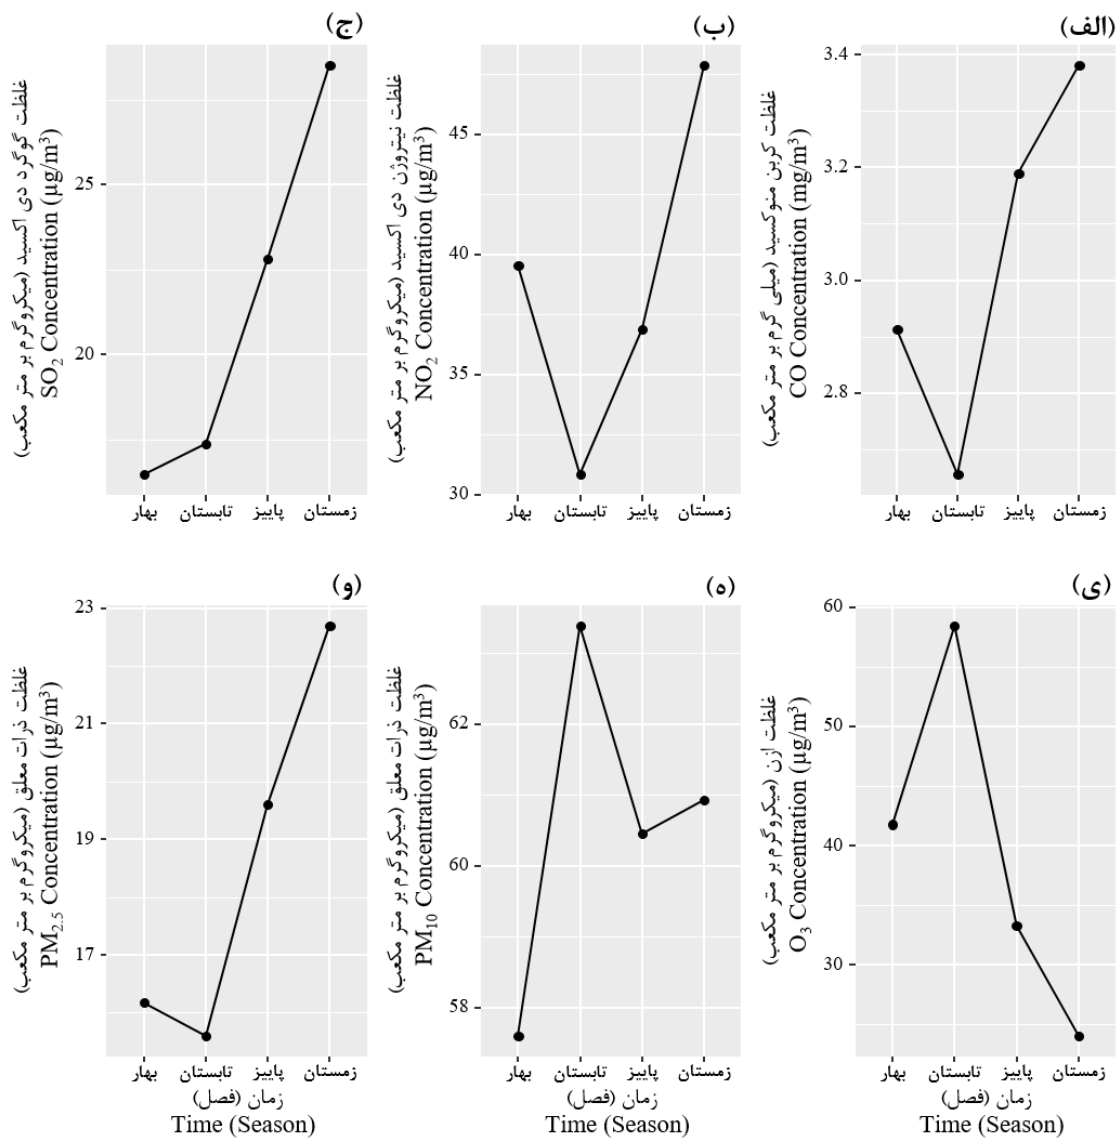 (الف)
غلظت کربن منوکسید (میلی گرم بر متر مکعب)
CO Concentration (mg/m³)
3.4
3.2
3.0
2.8
بهار تابستان پاییز زمستان
(ب)
غلظت نیتروژن دی اکسید (میکروگرم بر متر مکعب)
NO₂ Concentration (µg/m³)
45
40
35
30
بهار تابستان پاییز زمستان
(ج)
غلظت گوگرد دی اکسید (میکروگرم بر متر مکعب)
SO₂ Concentration (µg/m³)
25
20
بهار تابستان پاییز زمستان
(ی)
غلظت ازن (میکروگرم بر متر مکعب)
O₃ Concentration (µg/m³)
60
50
40
30
بهار تابستان پاییز زمستان
زمان (فصل)
Time (Season)
(ه)
غلظت ذرات معلق (میکروگرم بر متر مکعب)
PM₁₀ Concentration (µg/m³)
62
60
58
بهار تابستان پاییز زمستان
زمان (فصل)
Time (Season)
(و)
غلظت ذرات معلق (میکروگرم بر متر مکعب)
PM₂.₅ Concentration (µg/m³)
23
21
19
17
بهار تابستان پاییز زمستان
زمان (فصل)
Time (Season)